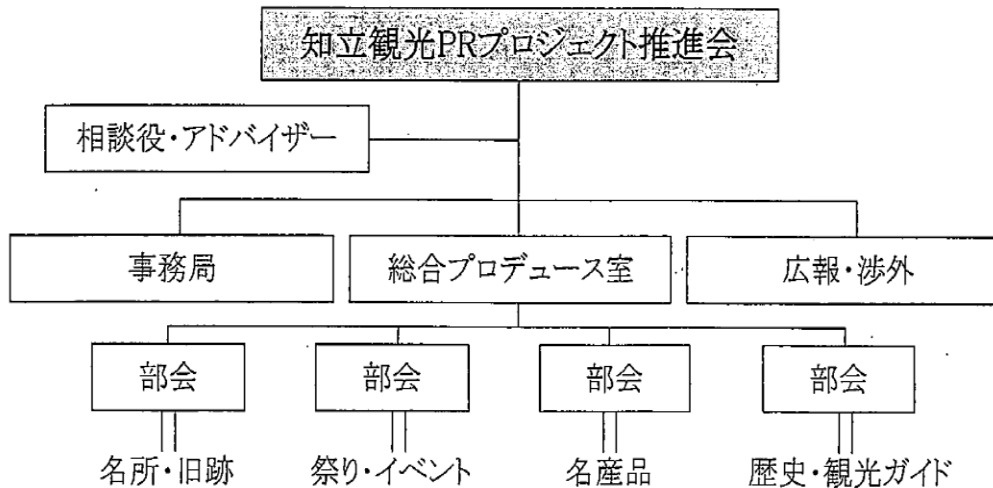 知立観光PRプロジェクト推進会
相談役・アドバイザー
事務局
総合プロデュース室
広報・渉外
部会
部会
部会
部会
名所・旧跡
祭り・イベント
名産品
歴史・観光ガイド